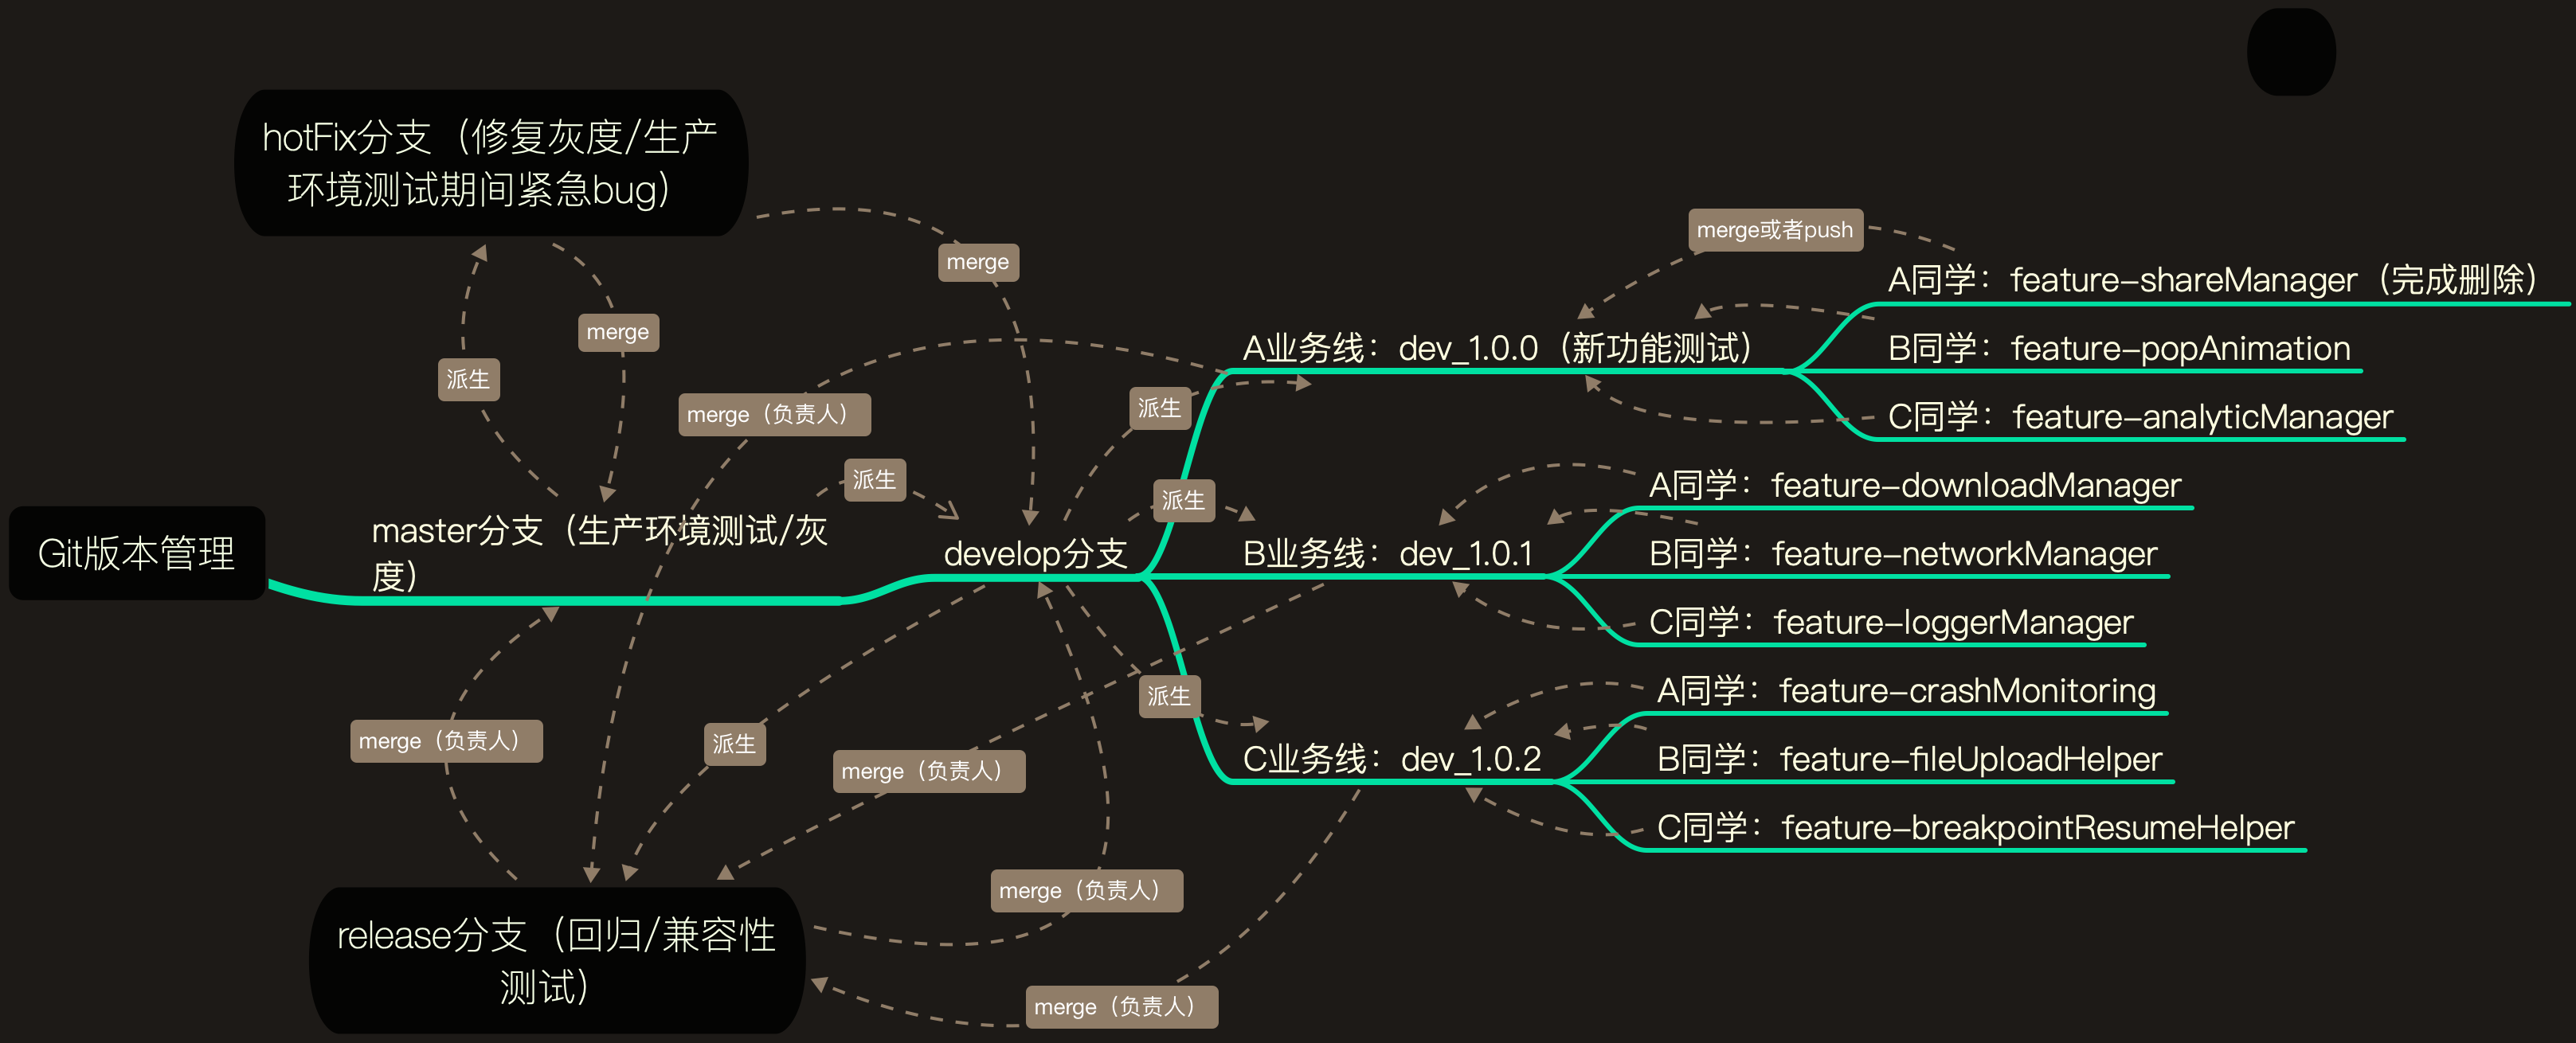 hotFix分支（修复灰度/生产
环境测试期间紧急bug）
merge
merge
派生
merge（负责人）
派生
派生
派生
merge或者push
A同学：feature-shareManager（完成删除）
A业务线：dev_1.0.0（新功能测试）
B同学：feature-popAnimation
C同学：feature-analyticManager
A同学：feature-downloadManager
Git版本管理
master分支（生产环境测试/灰
度）
develop分支
B业务线：dev_1.0.1
B同学：feature-networkManager
C同学：feature-loggerManager
派生
A同学：feature-crashMonitoring
merge（负责人）
派生
merge（负责人）
C业务线：dev_1.0.2
B同学：feature-fileUploadHelper
C同学：feature-breakpointResumeHelper
merge（负责人）
release分支（回归/兼容性
测试）
merge（负责人）